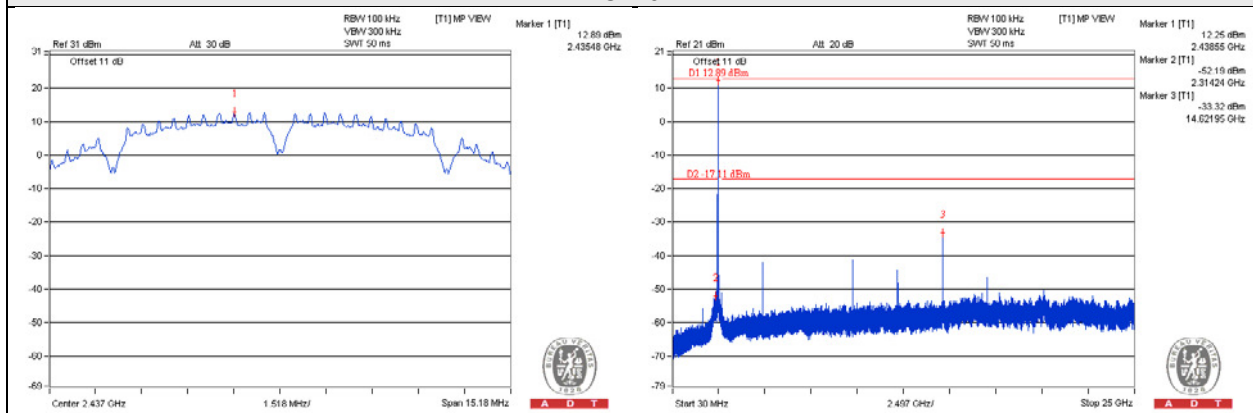 RBW 100 kHz
[T1] MP VIEW
Marker 1 [T1]
VBW 300 kHz
12.89 dBm
Ref 31 dBm
Att 30 dB
SWT 50 ms
2.43548 GHz
31
Offset 11 dB
20
1
10
0
-10
-20
-30
-40
-50
-60
-69
Center 2.437 GHz
1.518 MHz/
Span 15.18 MHz
BUREAU VERITAS
1828
A D T
RBW 100 kHz
[T1] MP VIEW
Marker 1 [T1]
VBW 300 kHz
12.25 dBm
Ref 21 dBm
Att 20 dB
SWT 50 ms
2.43855 GHz
21
Offset 11 dB
Marker 2 [T1]
D1 12.89 dBm
-52.19 dBm
2.31424 GHz
10
Marker 3 [T1]
-33.32 dBm
14.62195 GHz
0
-10
D2 -17.11 dBm
-20
3
-30
-40
2
-50
-60
-70
-79
Start 30 MHz
2.497 GHz/
Stop 25 GHz
BUREAU VERITAS
1828
A D T